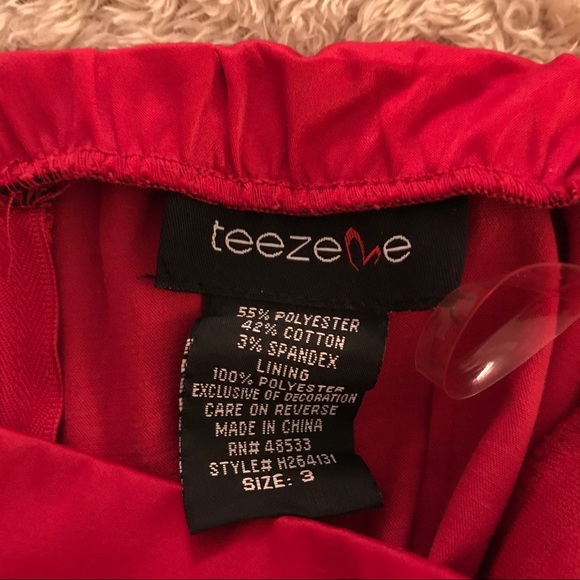 teezeme
55% POLYESTER
42% COTTON
3% SPANDEX
LINING
100% POLYESTER
EXCLUSIVE OF DECORATION
CARE ON REVERSE
MADE IN CHINA
RN# 48533
STYLE# H264131
SIZE: 3